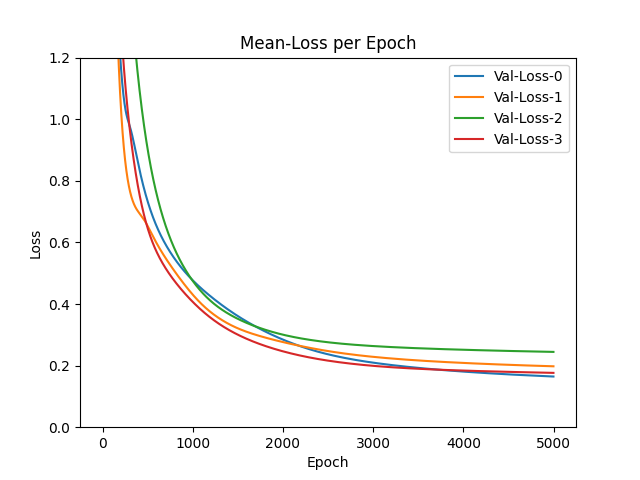 Mean-Loss per Epoch
Val-Loss-0
Val-Loss-1
Val-Loss-2
Val-Loss-3
Loss
1.2
1.0
0.8
0.6
0.4
0.2
0.0
0 1000 2000 3000 4000 5000
Epoch